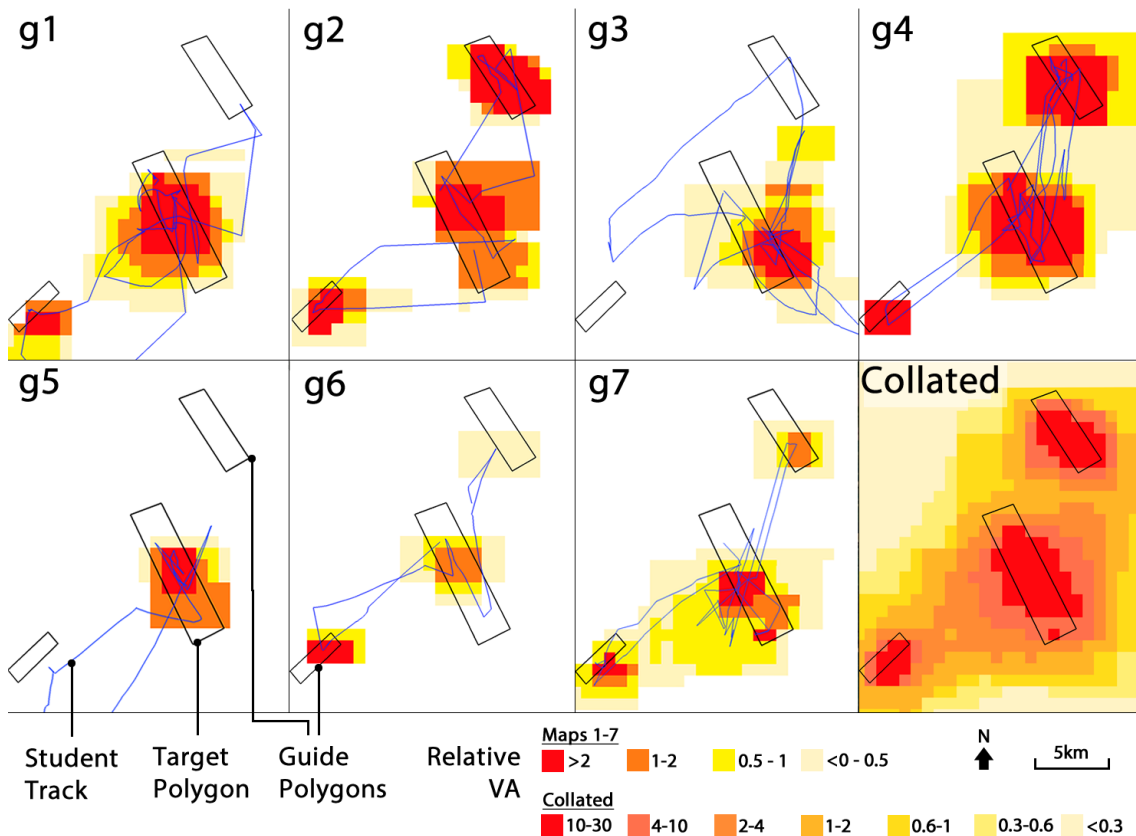 g1
g2
g3
g4
g5
g6
g7
Collated
Student
Track
Target
Polygon
Guide
Polygons
Relative
VA
Maps 1-7
>2
1-2
0.5 - 1
<0 - 0.5
N
5km
Collated
10-30
4-10
2-4
1-2
0.6-1
0.3-0.6
<0.3